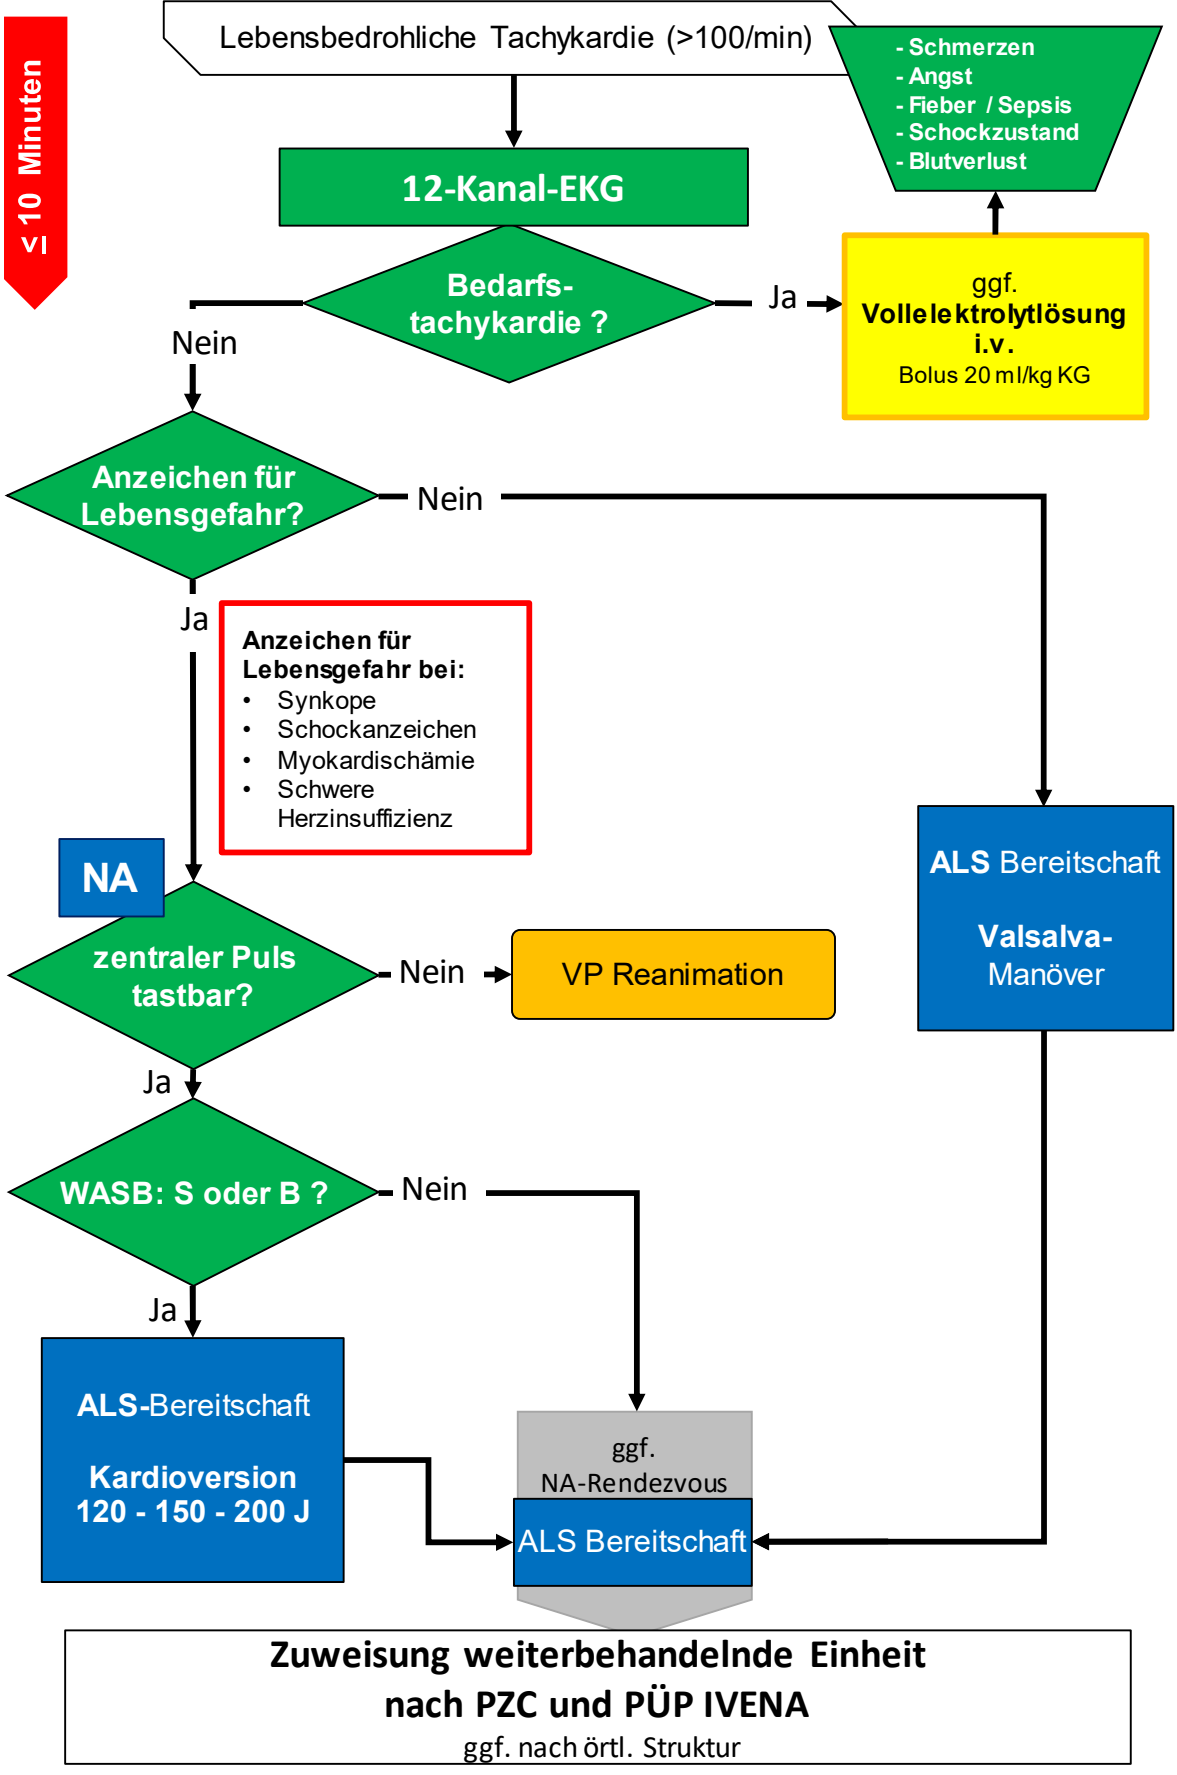 ≤ 10 Minuten
Lebensbedrohliche Tachykardie (>100/min)
- Schmerzen
- Angst
- Fieber / Sepsis
- Schockzustand
- Blutverlust
12-Kanal-EKG
Bedarfs-
tachykardie ?
Ja
ggf.
Vollelektrolytlösung
i.v.
Bolus 20 ml/kg KG
Nein
Anzeichen für
Lebensgefahr?
Nein
Ja
Anzeichen für
Lebensgefahr bei:
• Synkope
• Schockanzeichen
• Myokardischämie
• Schwere
Herzinsuffizienz
ALS Bereitschaft
Valsalva-
Manöver
NA
zentraler Puls
tastbar?
Nein
VP Reanimation
Ja
WASB: S oder B ?
Nein
Ja
ALS-Bereitschaft
Kardioversion
120 - 150 - 200 J
ggf.
NA-Rendezvous
ALS Bereitschaft
Zuweisung weiterbehandelnde Einheit
nach PZC und PÜP IVENA
ggf. nach örtl. Struktur